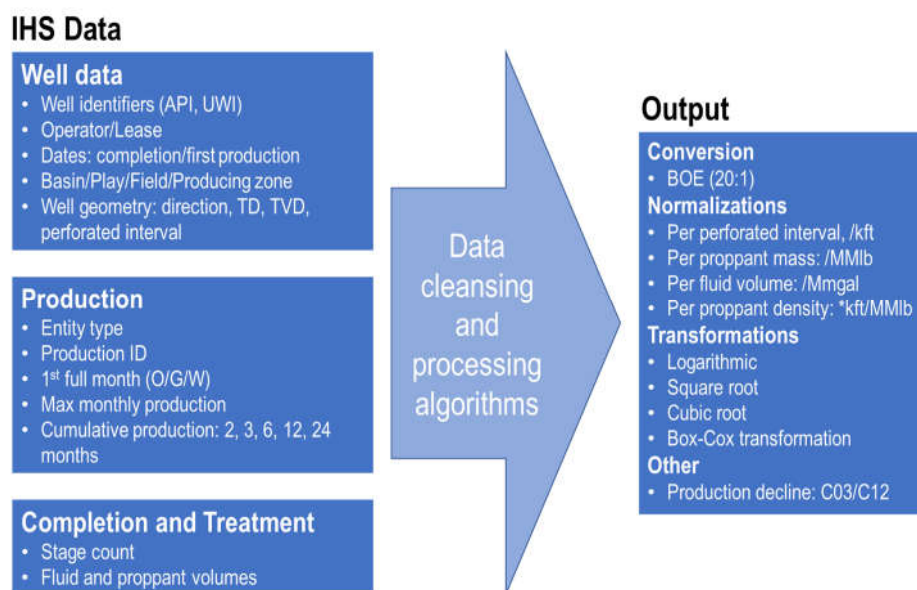 IHS Data
Well data
• Well identifiers (API, UWI)
• Operator/Lease
• Dates: completion/first production
• Basin/Play/Field/Producing zone
• Well geometry: direction, TD, TVD,
perforated interval
Production
• Entity type
• Production ID
• 1st full month (O/G/W)
• Max monthly production
• Cumulative production: 2, 3, 6, 12, 24
months
Completion and Treatment
• Stage count
• Fluid and proppant volumes
Data
cleansing
and
processing
algorithms
Output
Conversion
• BOE (20:1)
Normalizations
• Per perforated interval, /kft
• Per proppant mass: /MMlb
• Per fluid volume: /Mmgal
• Per proppant density: *kft/MMlb
Transformations
• Logarithmic
• Square root
• Cubic root
• Box-Cox transformation
Other
• Production decline: C03/C12